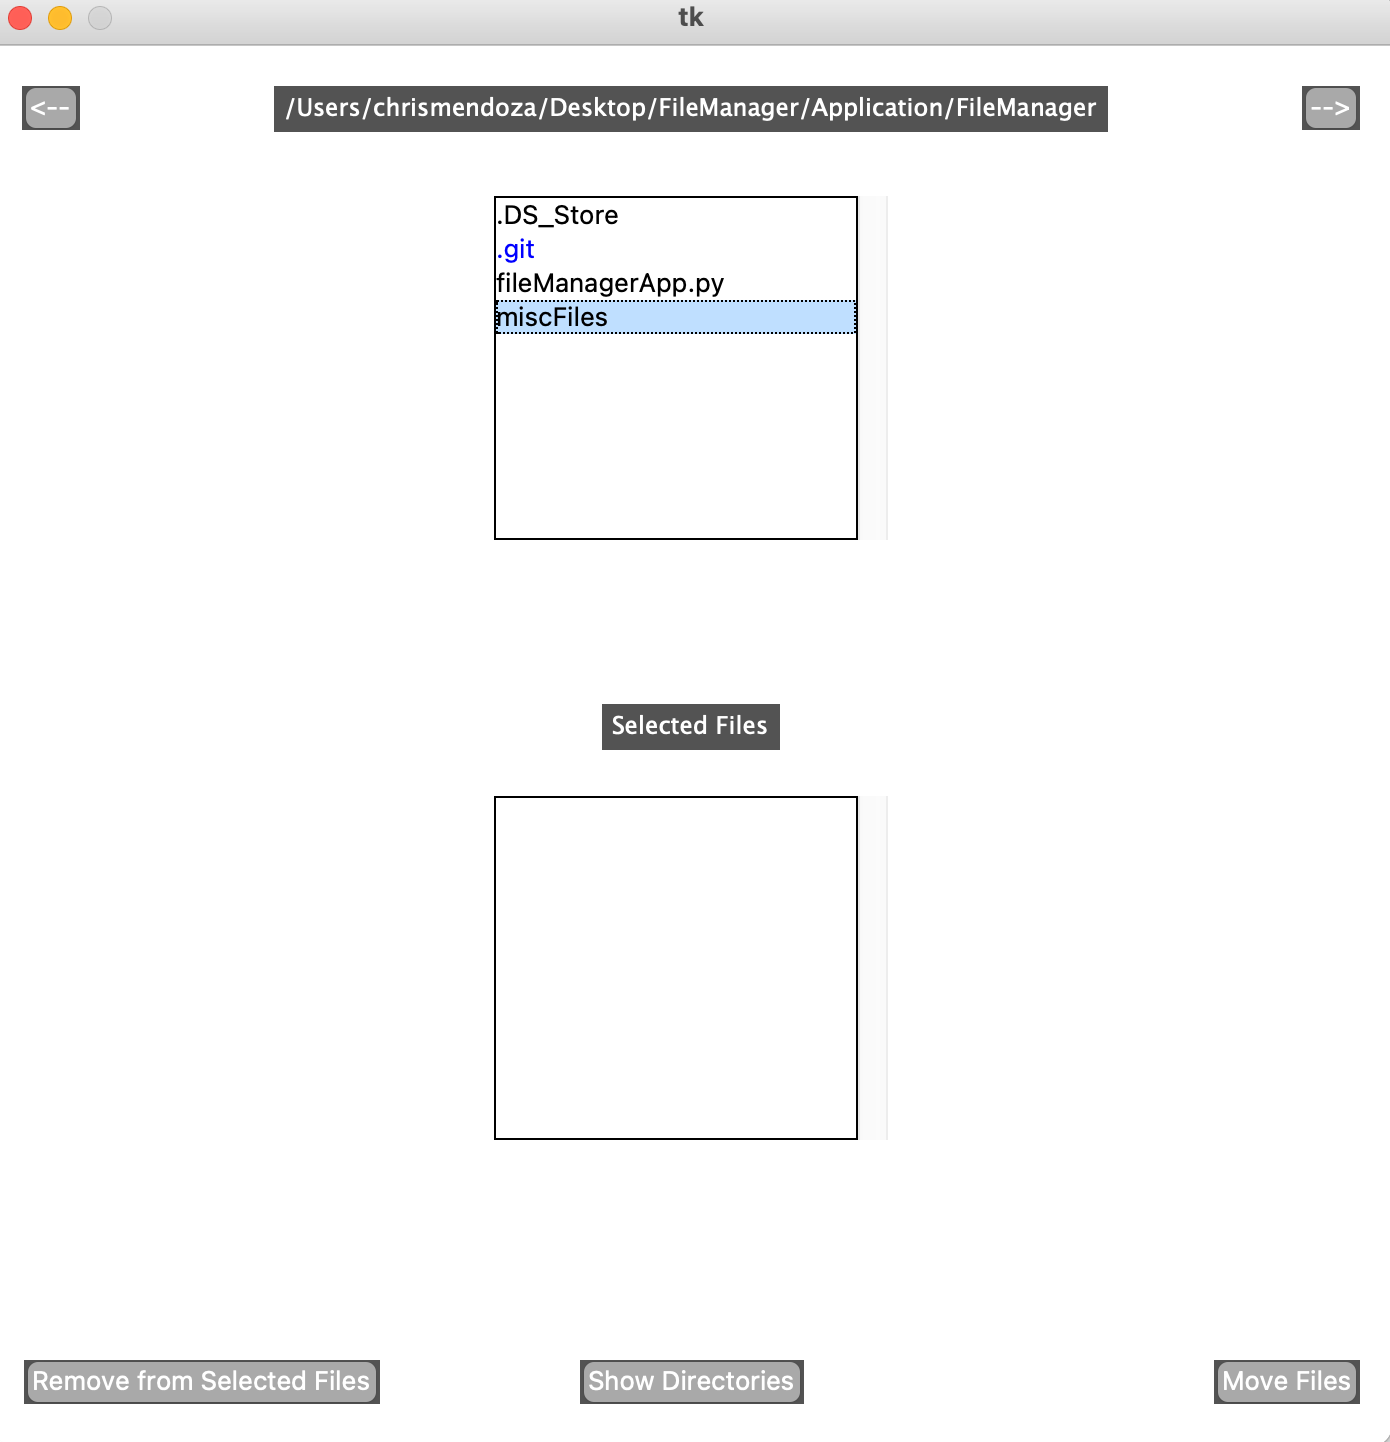 tk
<--
/Users/chrismendoza/Desktop/FileManager/Application/FileManager
-->
.DS_Store
.git
fileManagerApp.py
miscFiles
Selected Files
Remove from Selected Files
Show Directories
Move Files